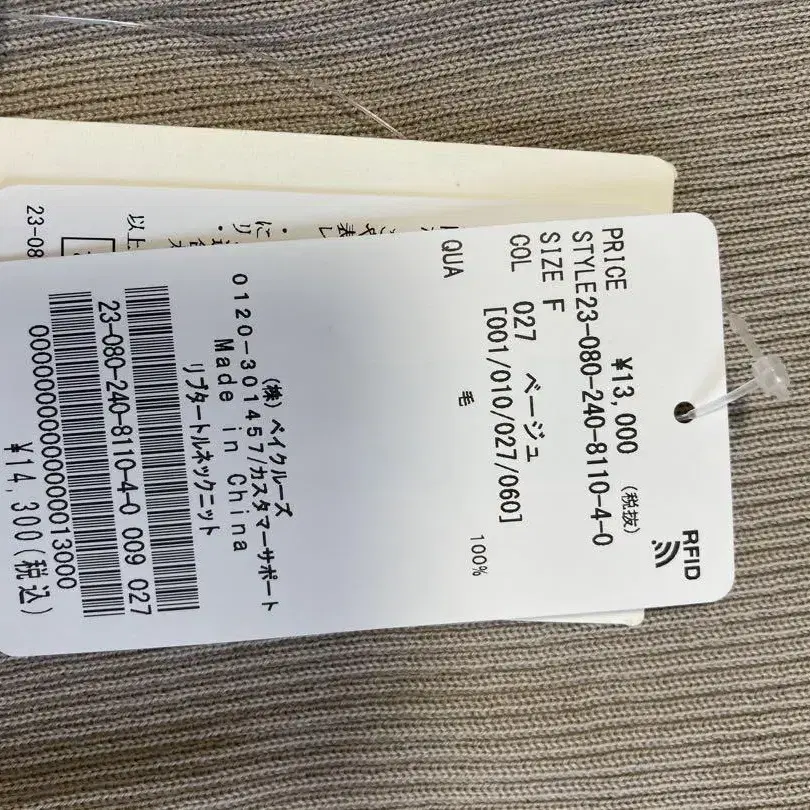 RFID
PRICE ¥13,000 (税抜)
STYLE23-080-240-8110-4-0
SIZE F
COL 027 ベージュ
[001/010/027/060]
QUA 毛 100%
(株)ベイクルーズ
0120-301457/カスタマーサポート
Made in China
リブタートルネックニット
23-080-240-8110-4-0 009 027
0000000000000000013000
¥14,300(税込)
以上
23-08